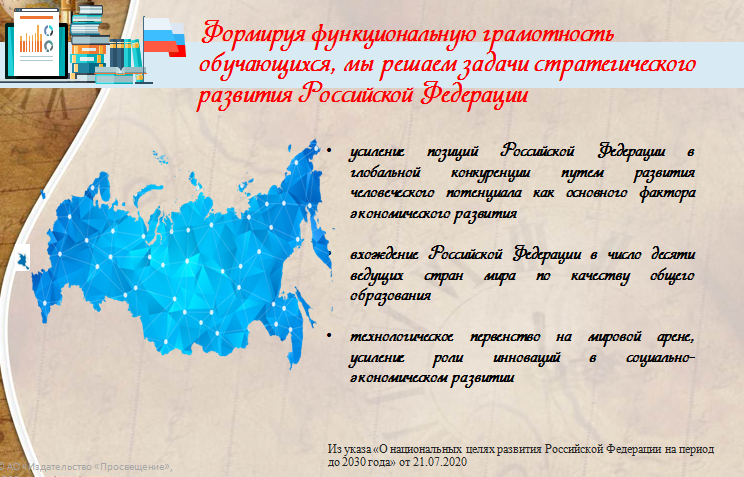 Формируя функциональную грамотность
обучающихся, мы решаем задачи стратегического
развития Российской Федерации
• усиление позиций Российской Федерации в
глобальной конкуренции путем развития
человеческого потенциала как основного фактора
экономического развития
вхождение Российской Федерации в число десяти
ведущих стран мира по качеству общего
образования
• технологическое первенство на мировой арене,
усиление роли инноваций в социально-
экономическом развитии
Из указа «О национальных целях развития Российской Федерации на период
до 2030 года» от 21.07.2020
АО «Издательство «Просвещение»,